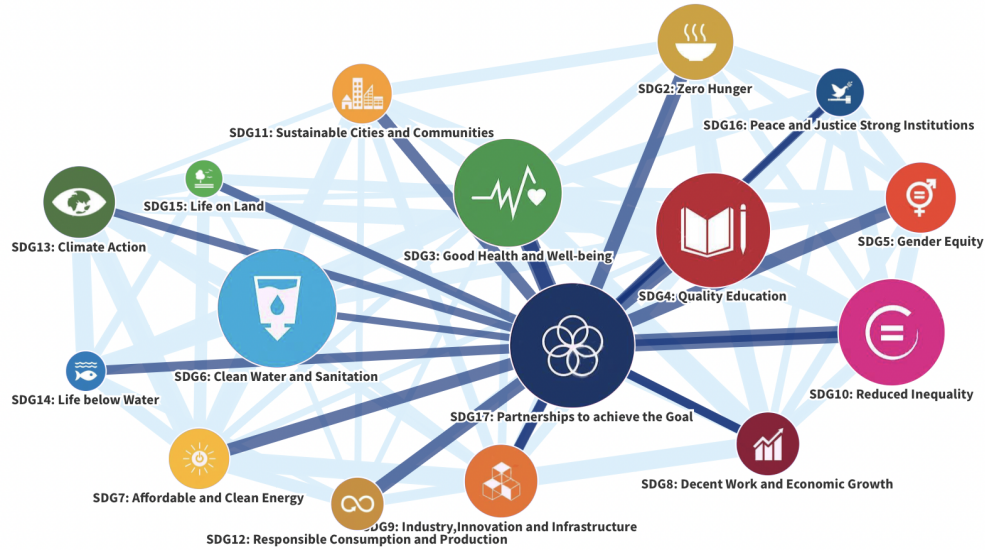 SDG2: Zero Hunger
SDG16: Peace and Justice Strong Institutions
SDG11: Sustainable Cities and Communities
SDG15: Life on Land
SDG13: Climate Action
SDG3: Good Health and Well-being
SDG5: Gender Equity
SDG4: Quality Education
SDG6: Clean Water and Sanitation
SDG14: Life below Water
SDG10: Reduced Inequality
SDG17: Partnerships to achieve the Goal
SDG8: Decent Work and Economic Growth
SDG7: Affordable and Clean Energy
SDG9: Industry,Innovation and Infrastructure
SDG12: Responsible Consumption and Production